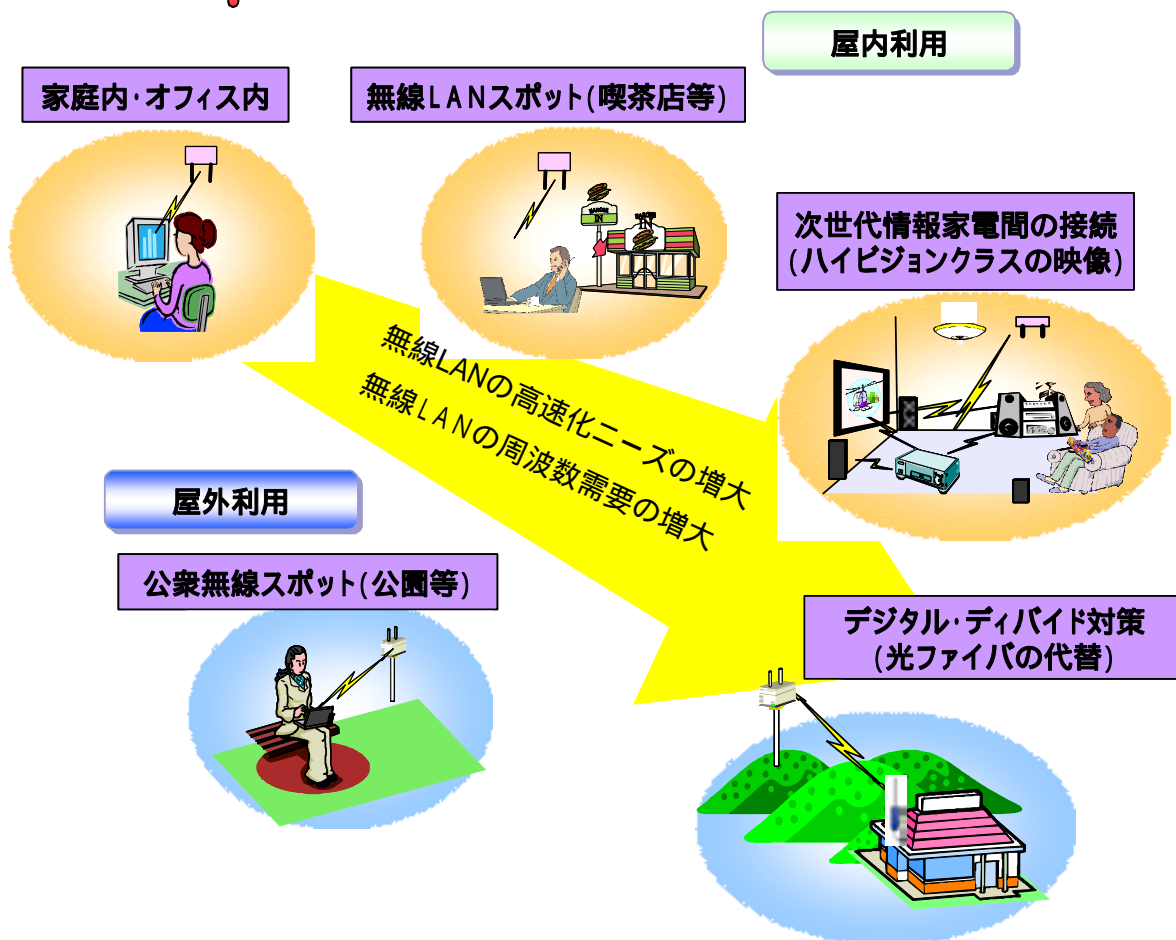 屋内利用
家庭内・オフィス内
無線LANスポット(喫茶店等)
次世代情報家電間の接続
(ハイビジョンクラスの映像)
無線LANの高速化ニーズの増大
無線LANの周波数需要の増大
屋外利用
公衆無線スポット(公園等)
デジタル・ディバイド対策
(光ファイバの代替)